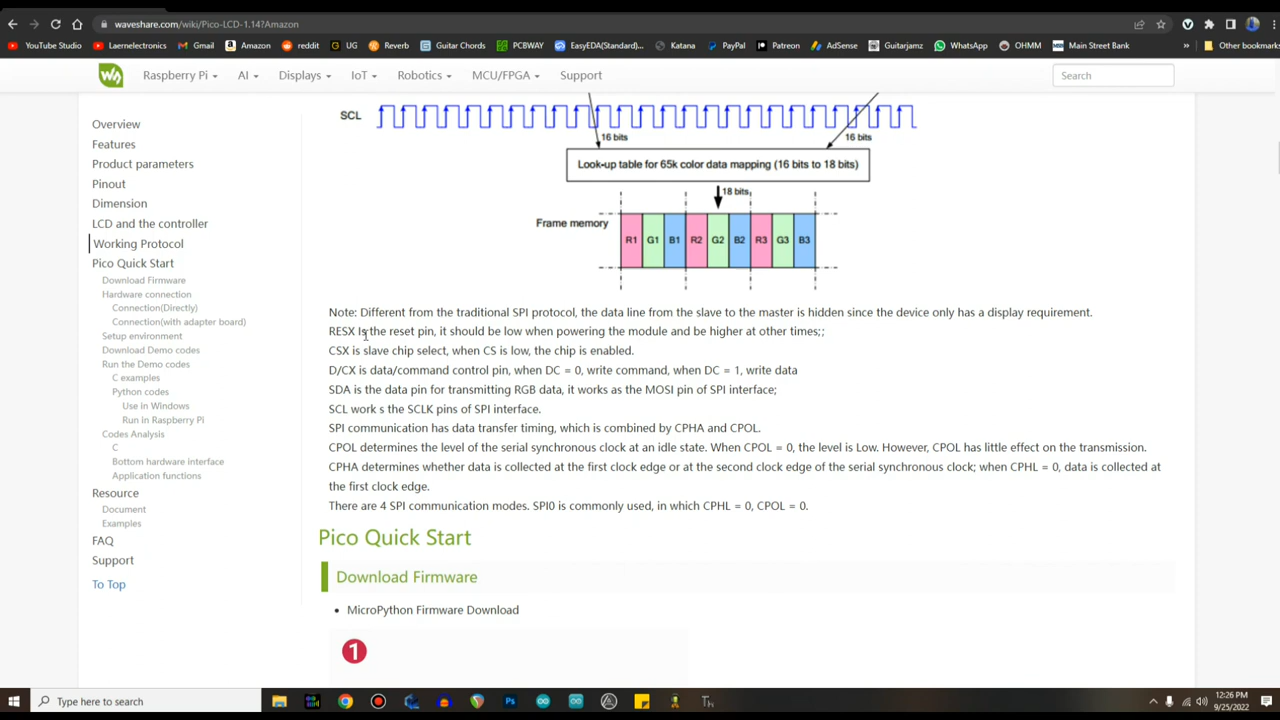 waveshare.com/wiki/Pico-LCD-1.14?Amazon
YouTube Studio
Laernelectronics
Gmail
Amazon
reddit
UG
Reverb
Guitar Chords
PCBWAY
EasyEDA(Standard)...
Katana
PayPal
Patreon
AdSense
Guitarjamz
WhatsApp
OHMM
Main Street Bank
»
Other bookmarks
Raspberry Pi
AI
Displays
IoT
Robotics
MCU/FPGA
Support
Search
Overview
Features
Product parameters
Pinout
Dimension
LCD and the controller
Working Protocol
Pico Quick Start
Download Firmware
Hardware connection
Connection(Directly)
Connection(with adapter board)
Setup environment
Download Demo codes
Run the Demo codes
C examples
Python codes
Use in Windows
Run in Raspberry Pi
Codes Analysis
C
Bottom hardware interface
Application functions
Resource
Document
Examples
FAQ
Support
To Top
SCL
16 bits
16 bits
Look-up table for 65k color data mapping (16 bits to 18 bits)
18 bits
Frame memory
R1 G1 B1 R2 G2 B2 R3 G3 B3
Note: Different from the traditional SPI protocol, the data line from the slave to the master is hidden since the device only has a display requirement.
RESX Is the reset pin, it should be low when powering the module and be higher at other times;;
CSX is slave chip select, when CS is low, the chip is enabled.
D/CX is data/command control pin, when DC = 0, write command, when DC = 1, write data
SDA is the data pin for transmitting RGB data, it works as the MOSI pin of SPI interface;
SCL work s the SCLK pins of SPI interface.
SPI communication has data transfer timing, which is combined by CPHA and CPOL.
CPOL determines the level of the serial synchronous clock at an idle state. When CPOL = 0, the level is Low. However, CPOL has little effect on the transmission.
CPHA determines whether data is collected at the first clock edge or at the second clock edge of the serial synchronous clock; when CPHL = 0, data is collected at
the first clock edge.
There are 4 SPI communication modes. SPI0 is commonly used, in which CPHL = 0, CPOL = 0.
Pico Quick Start
Download Firmware
MicroPython Firmware Download
1
Type here to search
12:26 PM
9/25/2022